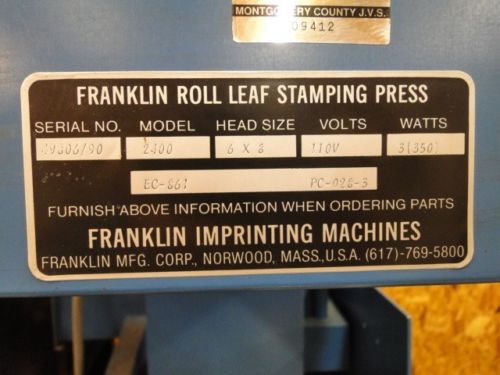 MONTGOMERY COUNTY J.V.S.
09412
FRANKLIN ROLL LEAF STAMPING PRESS
SERIAL NO. MODEL HEAD SIZE VOLTS WATTS
2400 6 X 8 110V 3(350)
EC-861 PC-028-3
FURNISH ABOVE INFORMATION WHEN ORDERING PARTS
FRANKLIN IMPRINTING MACHINES
FRANKLIN MFG. CORP., NORWOOD, MASS., U.S.A. (617)-769-5800